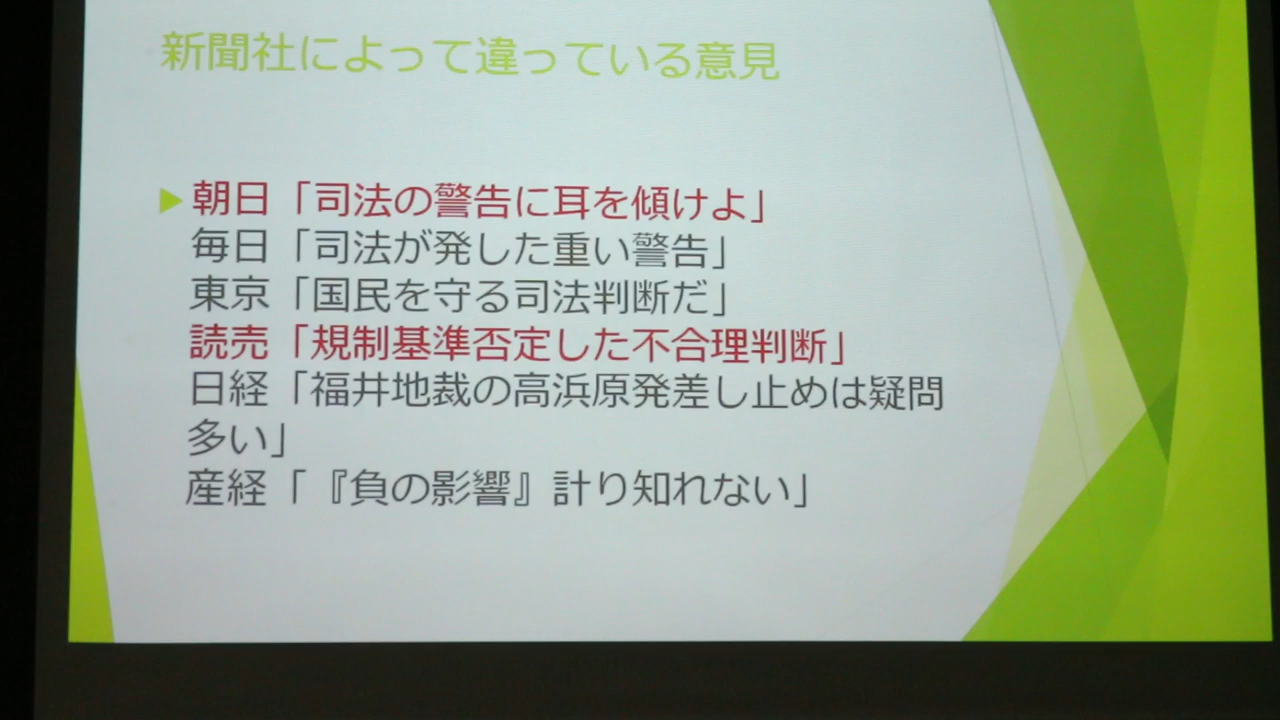 新聞社によって違っている意見
朝日「司法の警告に耳を傾けよ」
毎日「司法が発した重い警告」
東京「国民を守る司法判断だ」
読売「規制基準否定した不合理判断」
日経「福井地裁の高浜原発差し止めは疑問
多い」
産経「『負の影響』計り知れない」